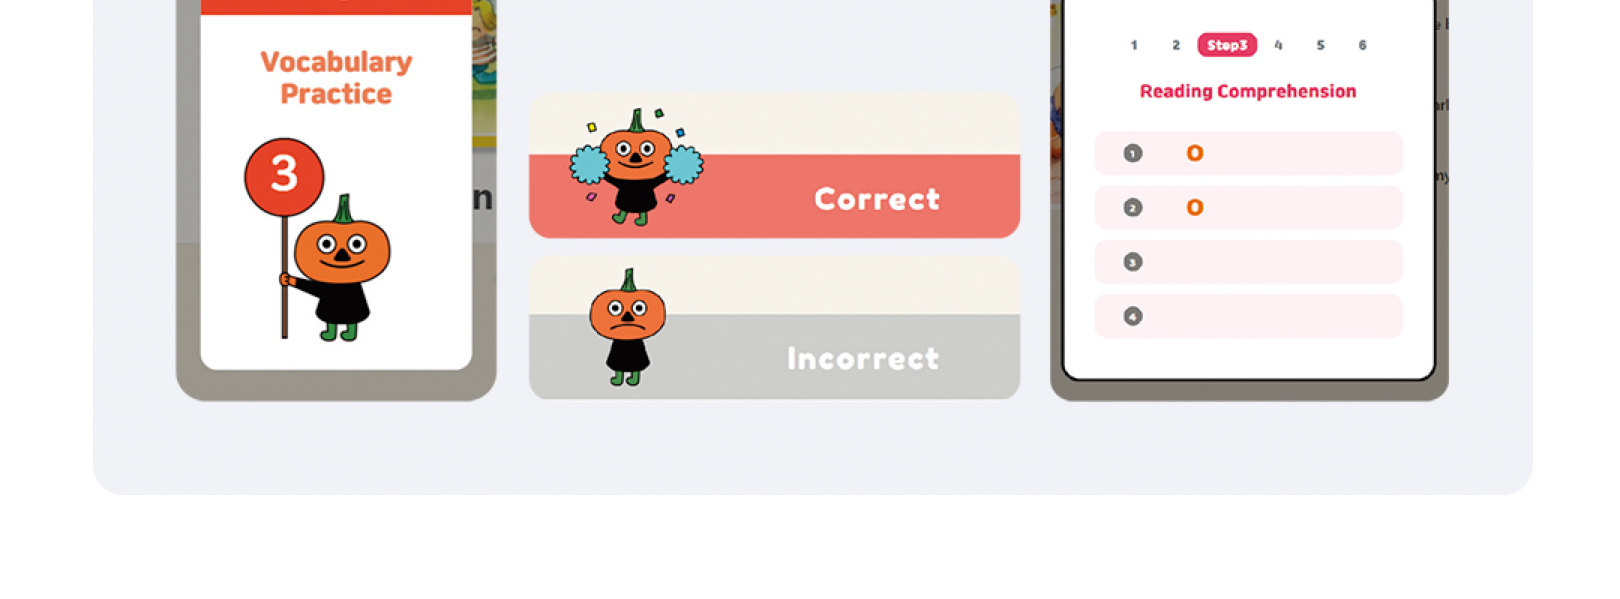 Vocabulary
Practice
3
n
Correct
Incorrect
1 2 Step3 4 5 6
Reading Comprehension
1 O
2 O
3
4